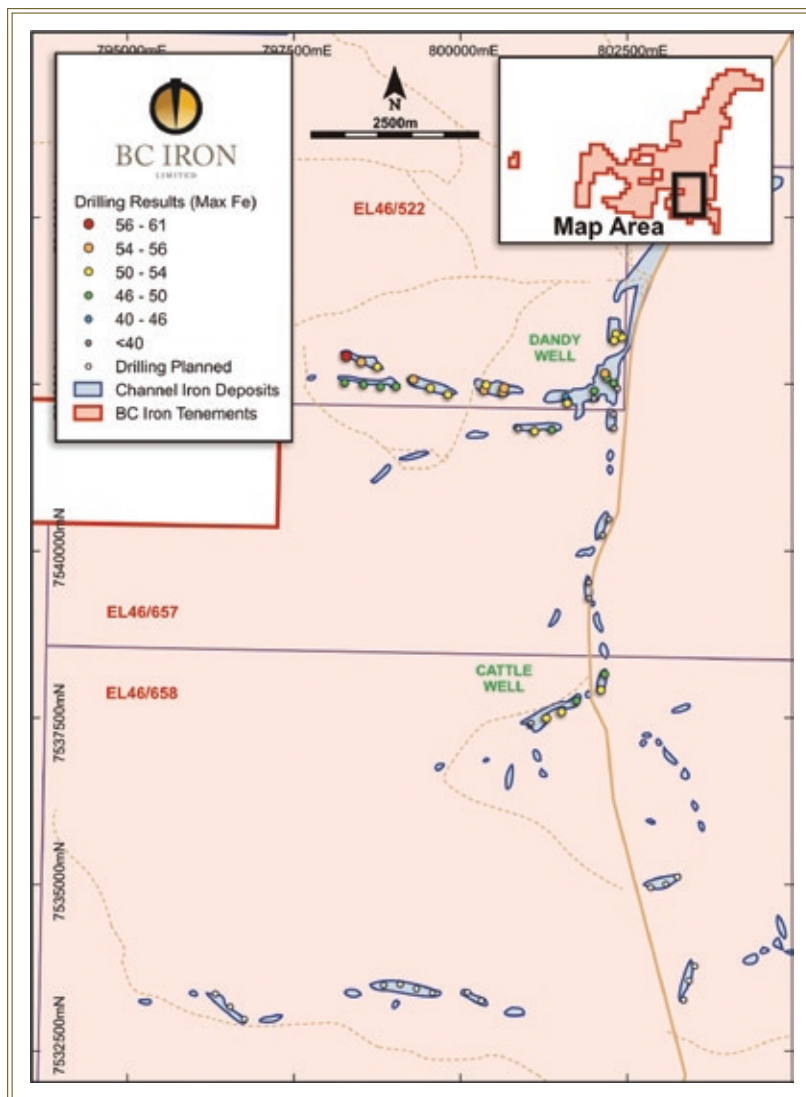 795000mE
797500mE
800000mE
802500mE
BC IRON
LIMITED
Drilling Results (Max Fe)
56 - 61
54 - 56
50 - 54
46 - 50
40 - 46
<40
Drilling Planned
Channel Iron Deposits
BC Iron Tenements
N
2500m
Map Area
EL46/522
DANDY
WELL
7540000mN
EL46/657
EL46/658
CATTLE
WELL
7537500mN
7535000mN
7532500mN